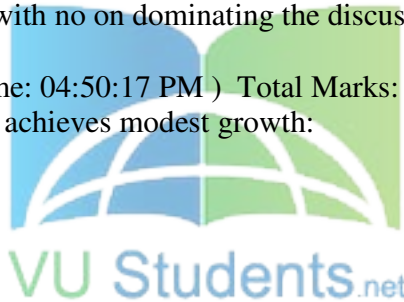 with no on dominating the discus
ne: 04:50:17 PM ) Total Marks:
achieves modest growth:
VU Students.net